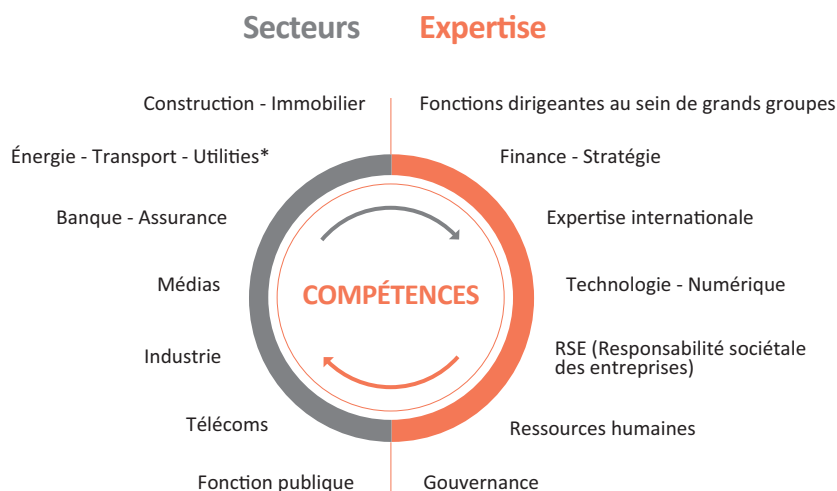 Secteurs Expertise
Construction - Immobilier
Énergie - Transport - Utilities*
Banque - Assurance
Médias
Industrie
Télécoms
Fonction publique
COMPÉTENCES
Fonctions dirigeantes au sein de grands groupes
Finance - Stratégie
Expertise internationale
Technologie - Numérique
RSE (Responsabilité sociétale
des entreprises)
Ressources humaines
Gouvernance